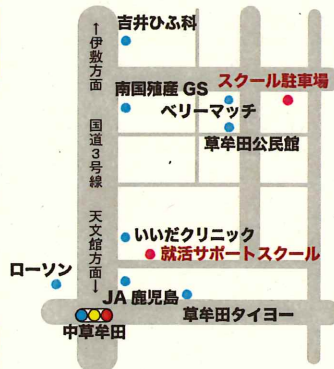 吉井ひふ科
↑伊敷方面
国道3号線
天文館方面↓
スクール駐車場
南国殖産 GS
ベリーマッチ
草牟田公民館
いいだクリニック
就活サポートスクール
ローソン
JA 鹿児島
草牟田タイヨー
中草牟田